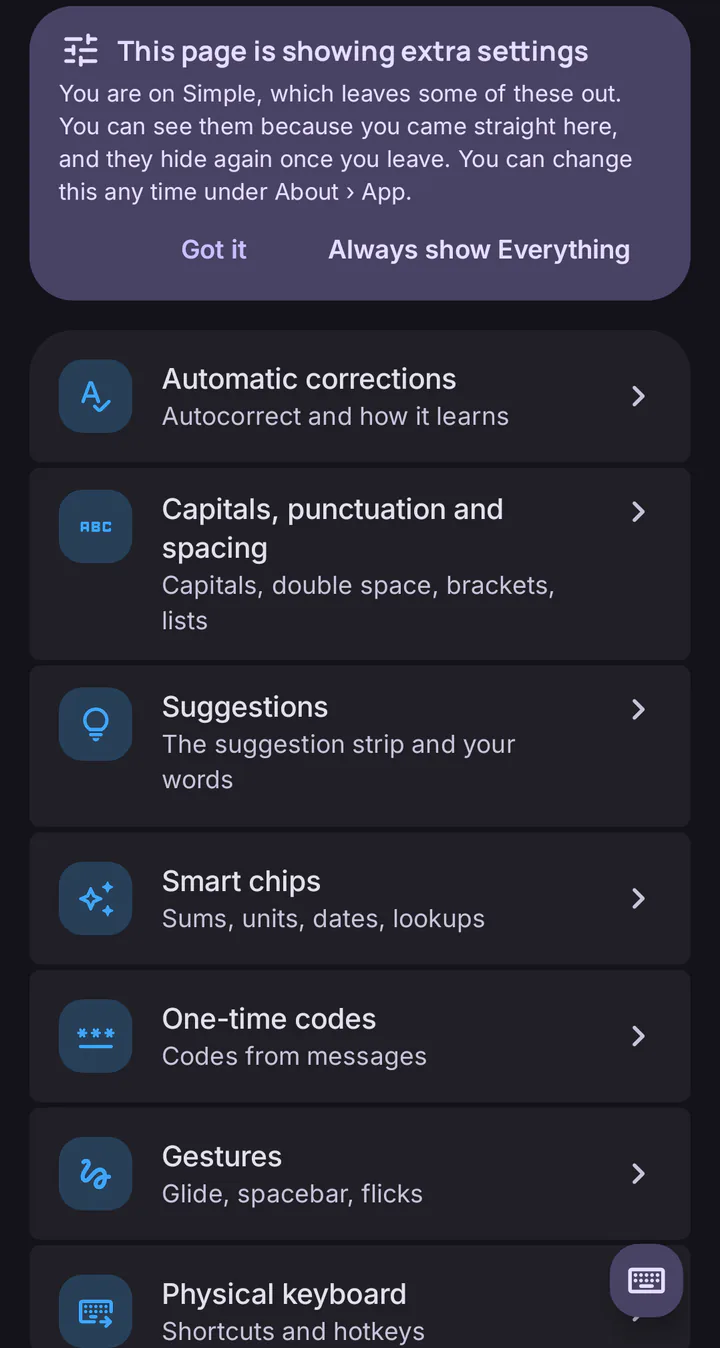 This page is showing extra settings
You are on Simple, which leaves some of these out.
You can see them because you came straight here,
and they hide again once you leave. You can change
this any time under About › App.
Got it
Always show Everything
Automatic corrections
Autocorrect and how it learns
ABC
Capitals, punctuation and
spacing
Capitals, double space, brackets,
lists
Suggestions
The suggestion strip and your
words
Smart chips
Sums, units, dates, lookups
One-time codes
Codes from messages
Gestures
Glide, spacebar, flicks
Physical keyboard
Shortcuts and hotkeys